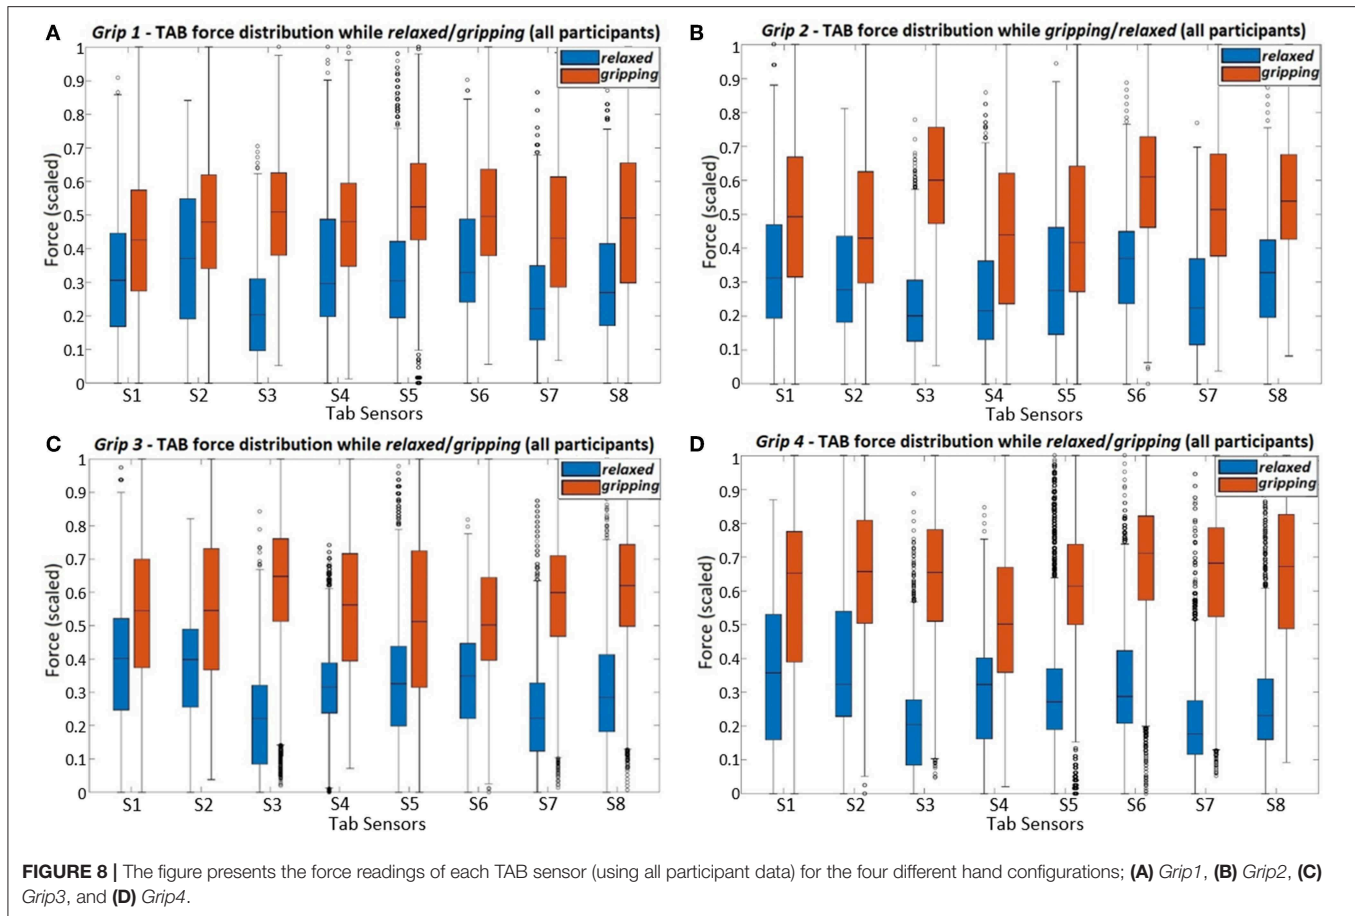 A
Grip 1 - TAB force distribution while relaxed/gripping (all participants)
relaxed
gripping
Force (scaled)
1
0.9
0.8
0.7
0.6
0.5
0.4
0.3
0.2
0.1
0
S1 S2 S3 S4 S5 S6 S7 S8
Tab Sensors
B
Grip 2 - TAB force distribution while gripping/relaxed (all participants)
relaxed
gripping
Force (scaled)
1
0.9
0.8
0.7
0.6
0.5
0.4
0.3
0.2
0.1
0
S1 S2 S3 S4 S5 S6 S7 S8
Tab Sensors
C
Grip 3 - TAB force distribution while relaxed/gripping (all participants)
relaxed
gripping
Force (scaled)
1
0.9
0.8
0.7
0.6
0.5
0.4
0.3
0.2
0.1
0
S1 S2 S3 S4 S5 S6 S7 S8
Tab Sensors
D
Grip 4 - TAB force distribution while relaxed/gripping (all participants)
relaxed
gripping
Force (scaled)
1
0.9
0.8
0.7
0.6
0.5
0.4
0.3
0.2
0.1
0
S1 S2 S3 S4 S5 S6 S7 S8
Tab Sensors
FIGURE 8 | The figure presents the force readings of each TAB sensor (using all participant data) for the four different hand configurations; (A) Grip1, (B) Grip2, (C)
Grip3, and (D) Grip4.